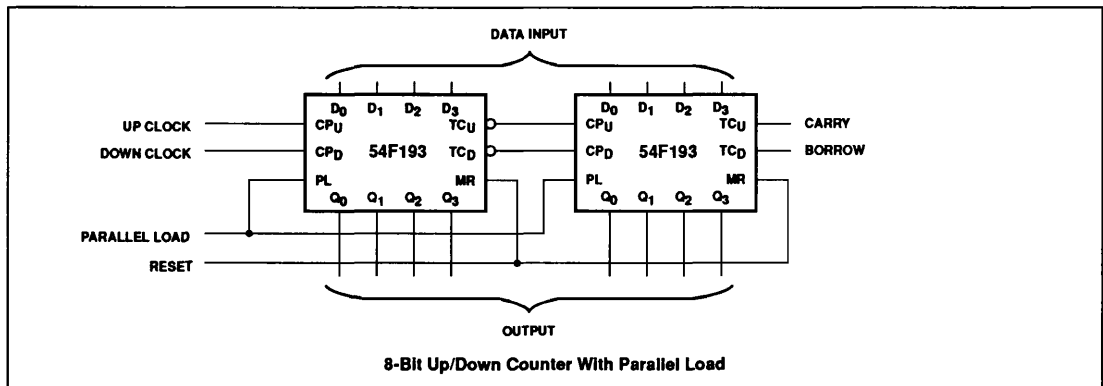 DATA INPUT
D0 D1 D2 D3 D0 D1 D2 D3
UP CLOCK CPU TCU CPU TCU CARRY
DOWN CLOCK CPD 54F193 TCD CPD 54F193 TCD BORROW
PL MR PL MR
Q0 Q1 Q2 Q3 Q0 Q1 Q2 Q3
PARALLEL LOAD
RESET
OUTPUT
8-Bit Up/Down Counter With Parallel Load